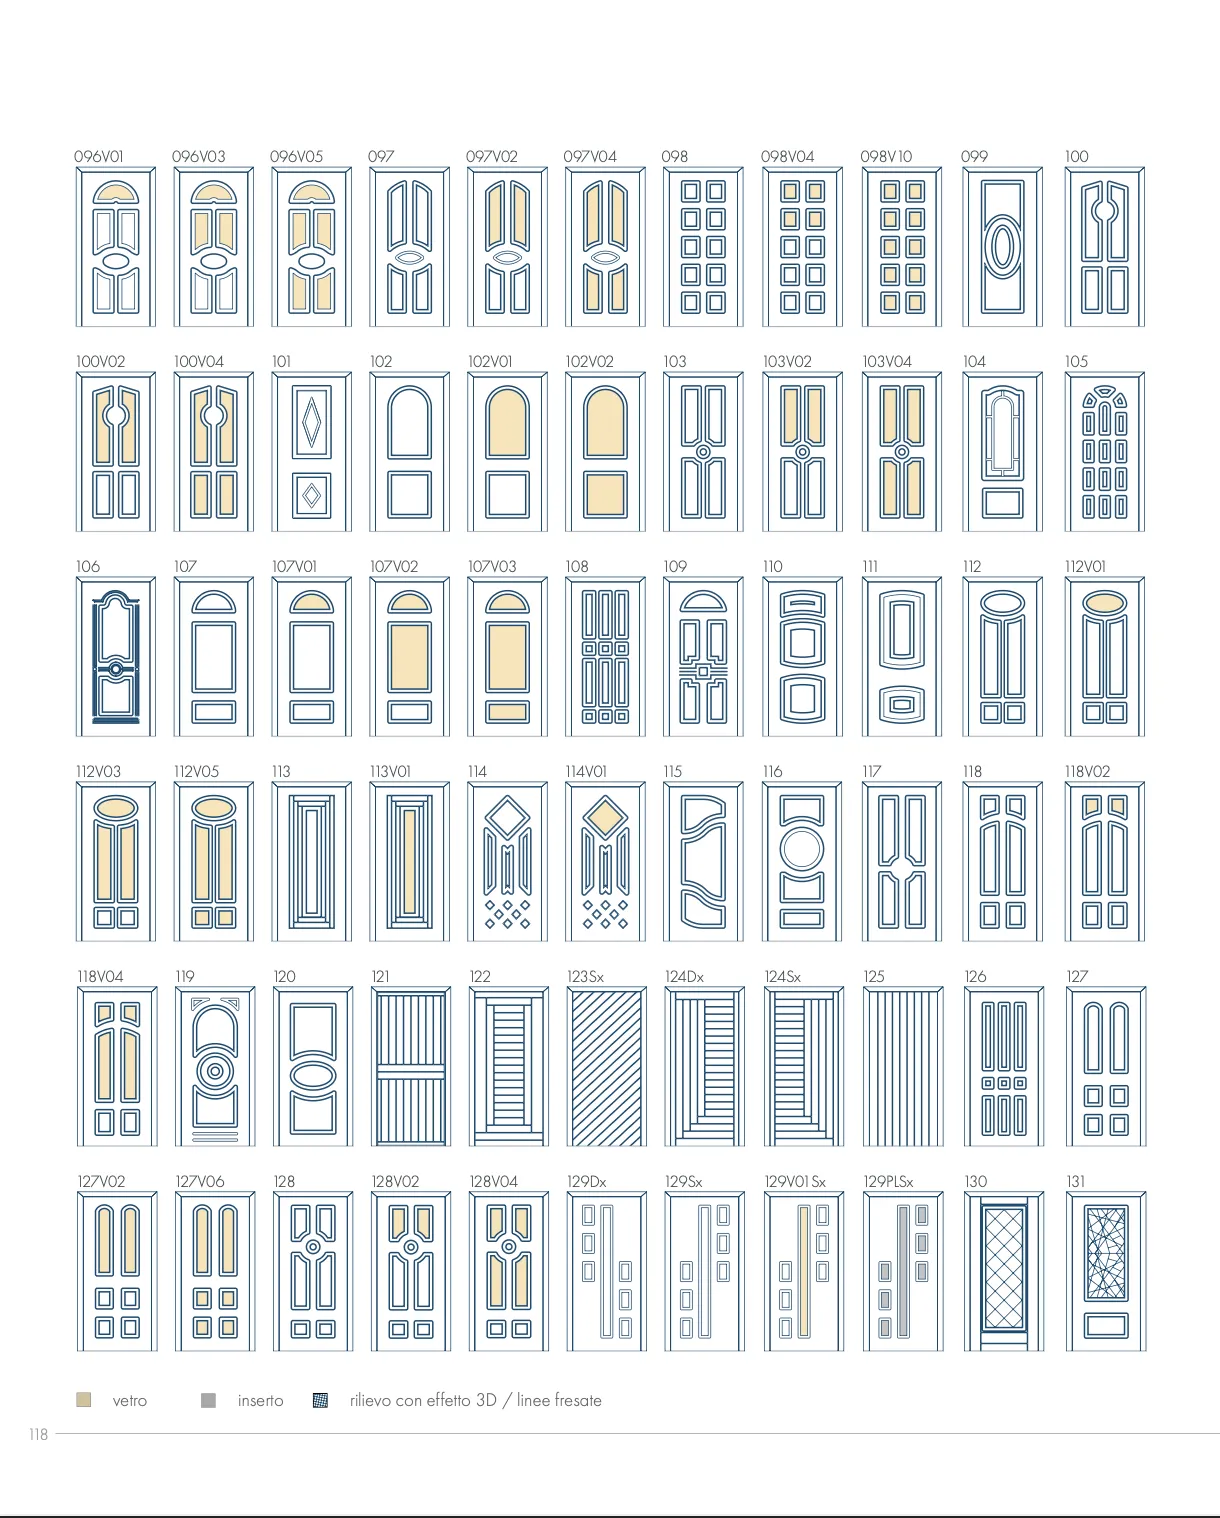 096V01 096V03 096V05 097 097V02 097V04 098 098V04 098V10 099 100
100V02 100V04 101 102 102V01 102V02 103 103V02 103V04 104 105
106 107 107V01 107V02 107V03 108 109 110 111 112 112V01
112V03 112V05 113 113V01 114 114V01 115 116 117 118 118V02
118V04 119 120 121 122 123Sx 124Dx 124Sx 125 126 127
127V02 127V06 128 128V02 128V04 129Dx 129Sx 129V01Sx 129PLSx 130 131
vetro inserto rilievo con effetto 3D / linee fresate
118